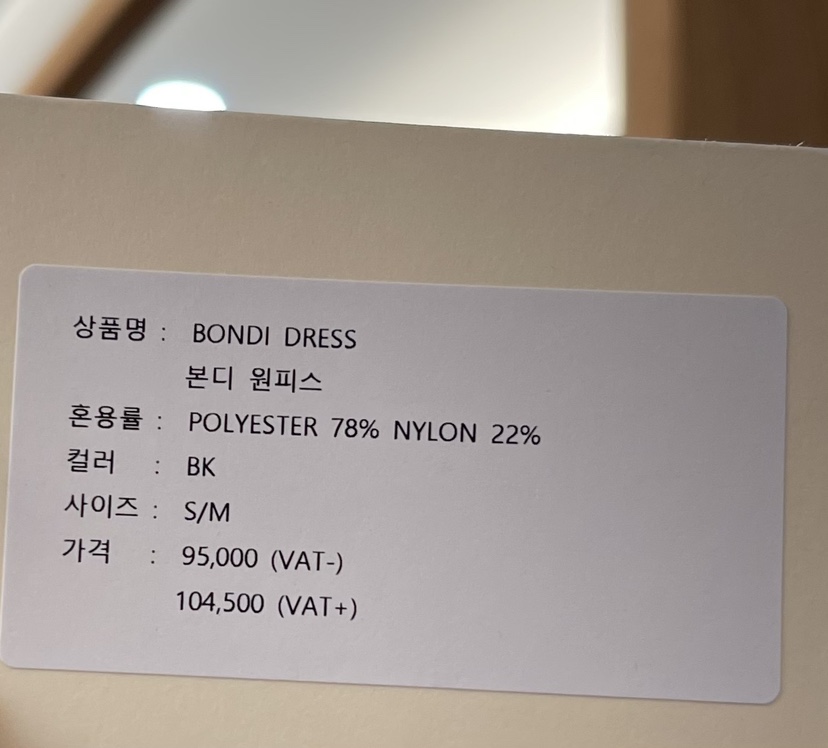 상품명 : BONDI DRESS
본디 원피스
혼용률 : POLYESTER 78% NYLON 22%
컬러 : BK
사이즈 : S/M
가격 : 95,000 (VAT-)
104,500 (VAT+)